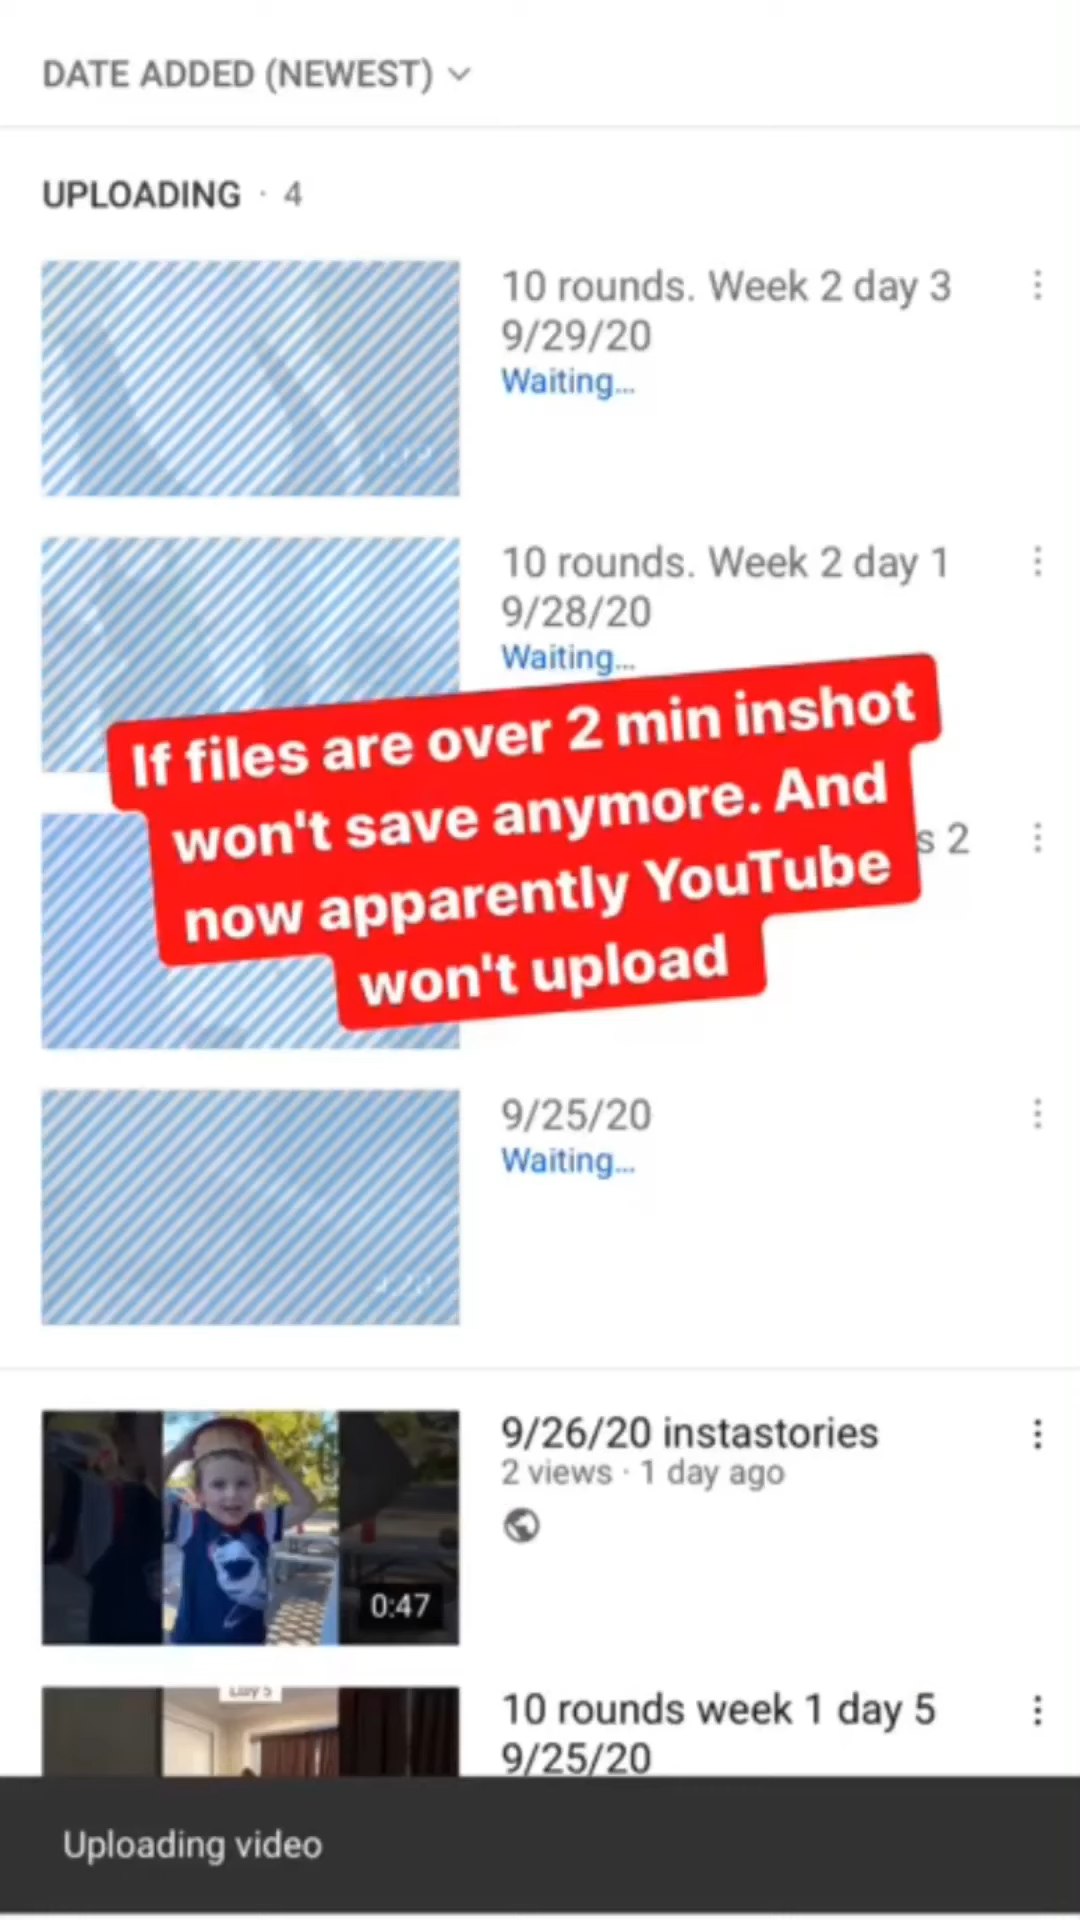 DATE ADDED (NEWEST)
UPLOADING · 4
10 rounds. Week 2 day 3
9/29/20
Waiting...
10 rounds. Week 2 day 1
9/28/20
Waiting...
If files are over 2 min inshot
won't save anymore. And
now apparently YouTube
won't upload
s 2
9/25/20
Waiting...
9/26/20 instastories
2 views · 1 day ago
0:47
Day 5
10 rounds week 1 day 5
9/25/20
Uploading video